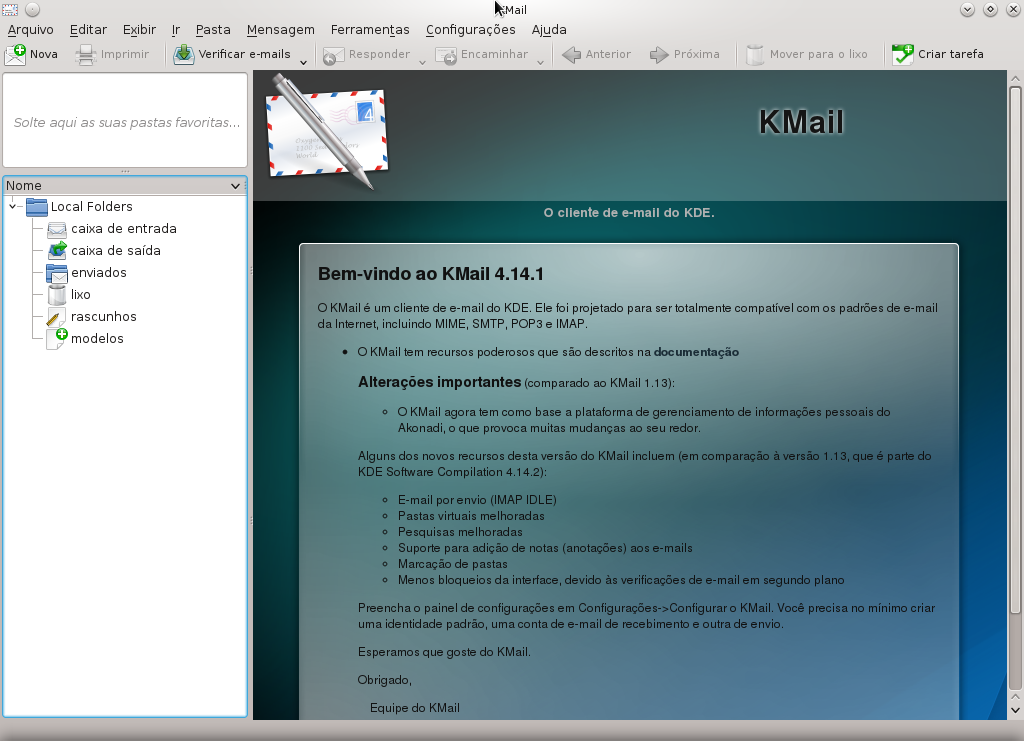 KMail
Arquivo Editar Exibir Ir Pasta Mensagem Ferramentas Configurações Ajuda
Nova Imprimir Verificar e-mails Responder Encaminhar Anterior Próxima Mover para o lixo Criar tarefa
Solte aqui as suas pastas favoritas...
Nome
Local Folders
caixa de entrada
caixa de saída
enviados
lixo
rascunhos
modelos
KMail
O cliente de e-mail do KDE.
Bem-vindo ao KMail 4.14.1
O KMail é um cliente de e-mail do KDE. Ele foi projetado para ser totalmente compatível com os padrões de e-mail
da Internet, incluindo MIME, SMTP, POP3 e IMAP.
• O KMail tem recursos poderosos que são descritos na documentação
Alterações importantes (comparado ao KMail 1.13):
◦ O KMail agora tem como base a plataforma de gerenciamento de informações pessoais do
Akonadi, o que provoca muitas mudanças ao seu redor.
Alguns dos novos recursos desta versão do KMail incluem (em comparação à versão 1.13, que é parte do
KDE Software Compilation 4.14.2):
◦ E-mail por envio (IMAP IDLE)
◦ Pastas virtuais melhoradas
◦ Pesquisas melhoradas
◦ Suporte para adição de notas (anotações) aos e-mails
◦ Marcação de pastas
◦ Menos bloqueios da interface, devido às verificações de e-mail em segundo plano
Preencha o painel de configurações em Configurações->Configurar o KMail. Você precisa no mínimo criar
uma identidade padrão, uma conta de e-mail de recebimento e outra de envio.
Esperamos que goste do KMail.
Obrigado,
Equipe do KMail